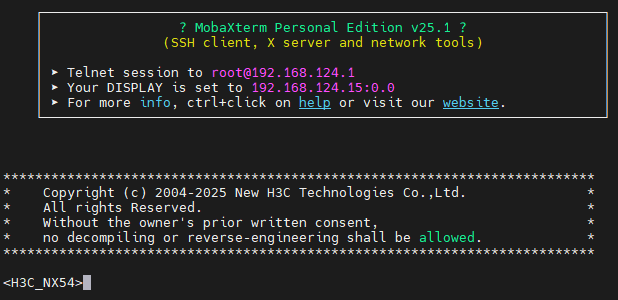 ? MobaXterm Personal Edition v25.1 ?
(SSH client, X server and network tools)
➤ Telnet session to root@192.168.124.1
➤ Your DISPLAY is set to 192.168.124.15:0.0
➤ For more info, ctrl+click on help or visit our website.
**************************************************************************
* Copyright (c) 2004-2025 New H3C Technologies Co.,Ltd. *
* All rights Reserved. *
* Without the owner's prior written consent, *
* no decompiling or reverse-engineering shall be allowed. *
**************************************************************************
<H3C_NX54>